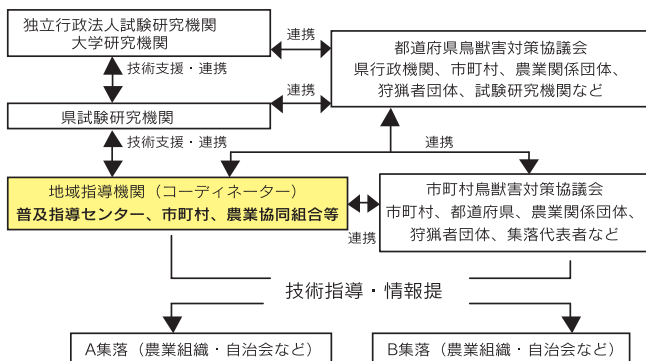 独立行政法人試験研究機関
大学研究機関
連携
都道府県鳥獣害対策協議会
県行政機関、市町村、農業関係団体、
狩猟者団体、試験研究機関など
技術支援・連携
連携
県試験研究機関
技術支援・連携
連携
地域指導機関（コーディネーター）
普及指導センター、市町村、農業協同組合等
連携
市町村鳥獣害対策協議会
市町村、都道府県、農業関係団体、
狩猟者団体、集落代表者など
技術指導・情報提
A集落（農業組織・自治会など）
B集落（農業組織・自治会など）